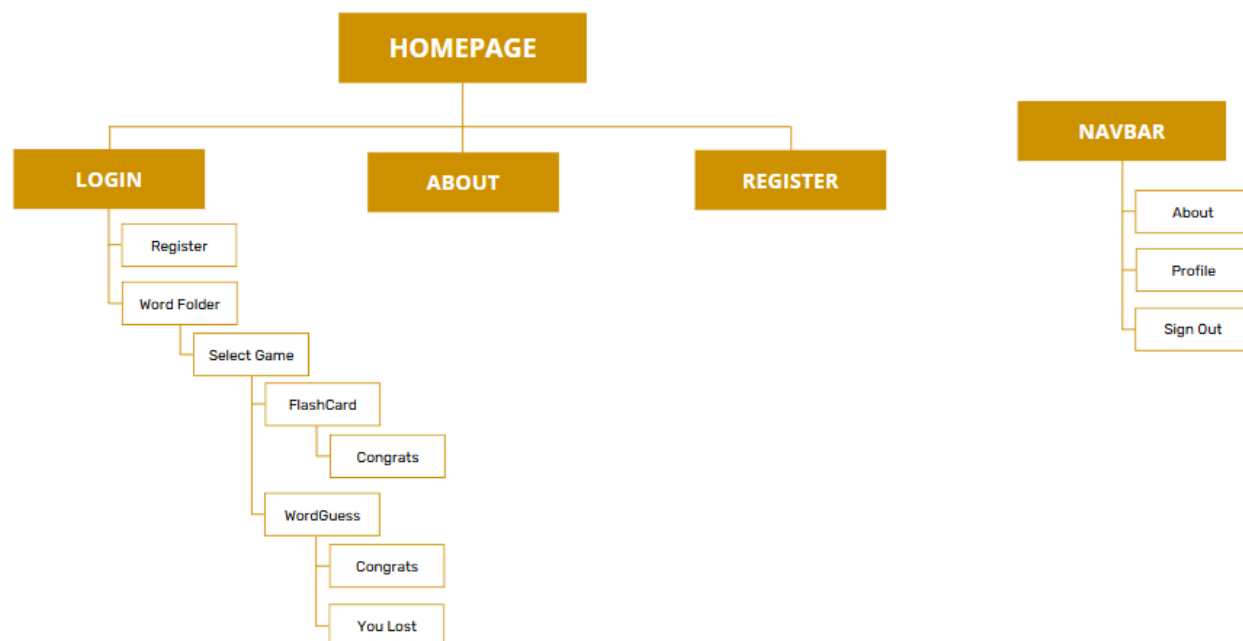 HOMEPAGE
NAVBAR
LOGIN
ABOUT
REGISTER
About
Register
Profile
Word Folder
Sign Out
Select Game
FlashCard
Congrats
WordGuess
Congrats
You Lost